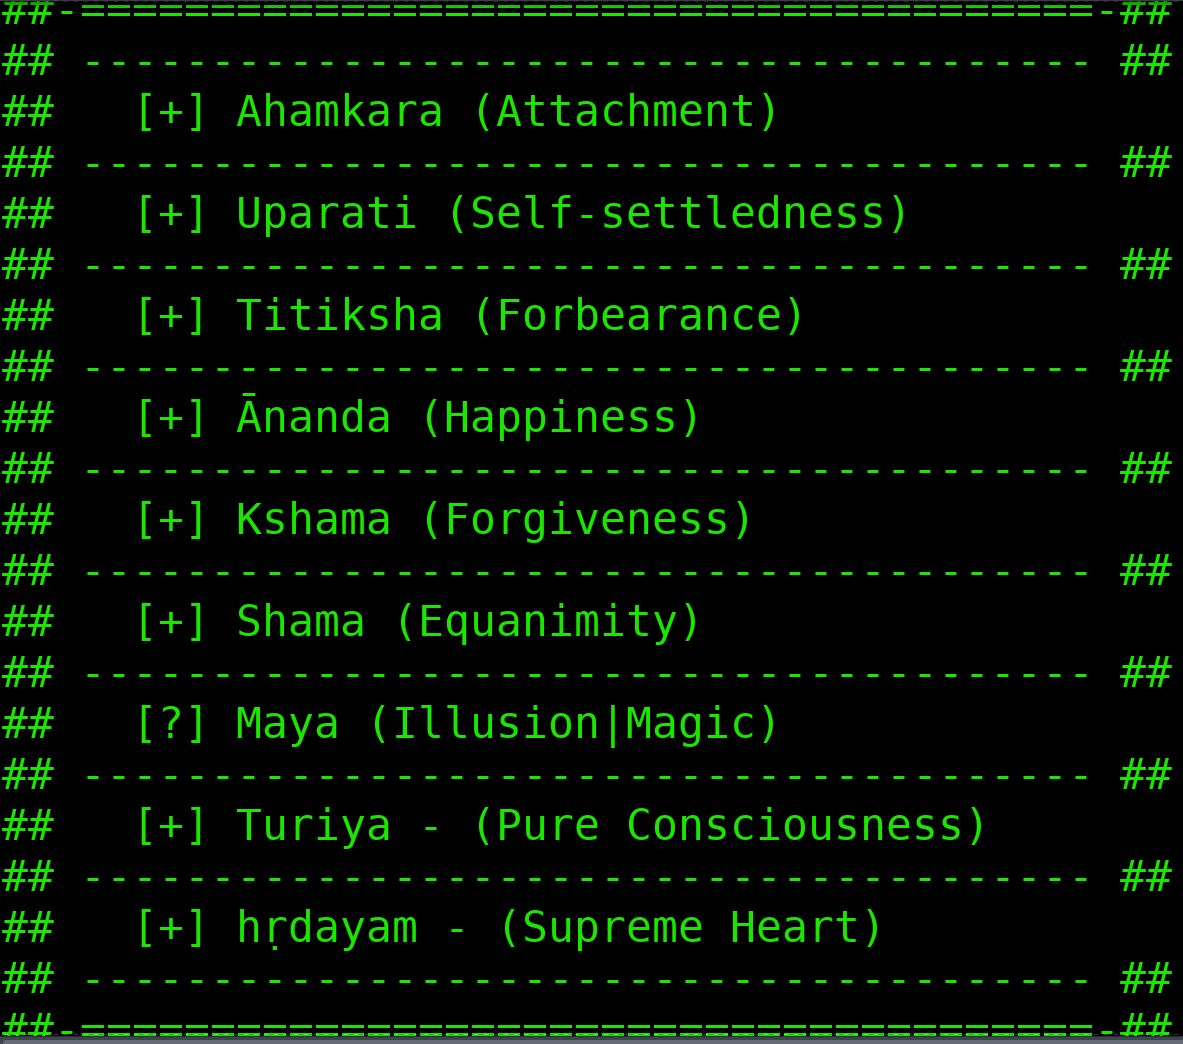 ##-=======================================-##
## --------------------------------------- ##
##   [+] Ahamkara (Attachment)
## --------------------------------------- ##
##   [+] Uparati (Self-settledness)
## --------------------------------------- ##
##   [+] Titiksha (Forbearance)
## --------------------------------------- ##
##   [+] Ānanda (Happiness)
## --------------------------------------- ##
##   [+] Kshama (Forgiveness)
## --------------------------------------- ##
##   [+] Shama (Equanimity)
## --------------------------------------- ##
##   [?] Maya (Illusion|Magic)
## --------------------------------------- ##
##   [+] Turiya - (Pure Consciousness)
## --------------------------------------- ##
##   [+] hṛdayam - (Supreme Heart)
## --------------------------------------- ##
##-=======================================-##